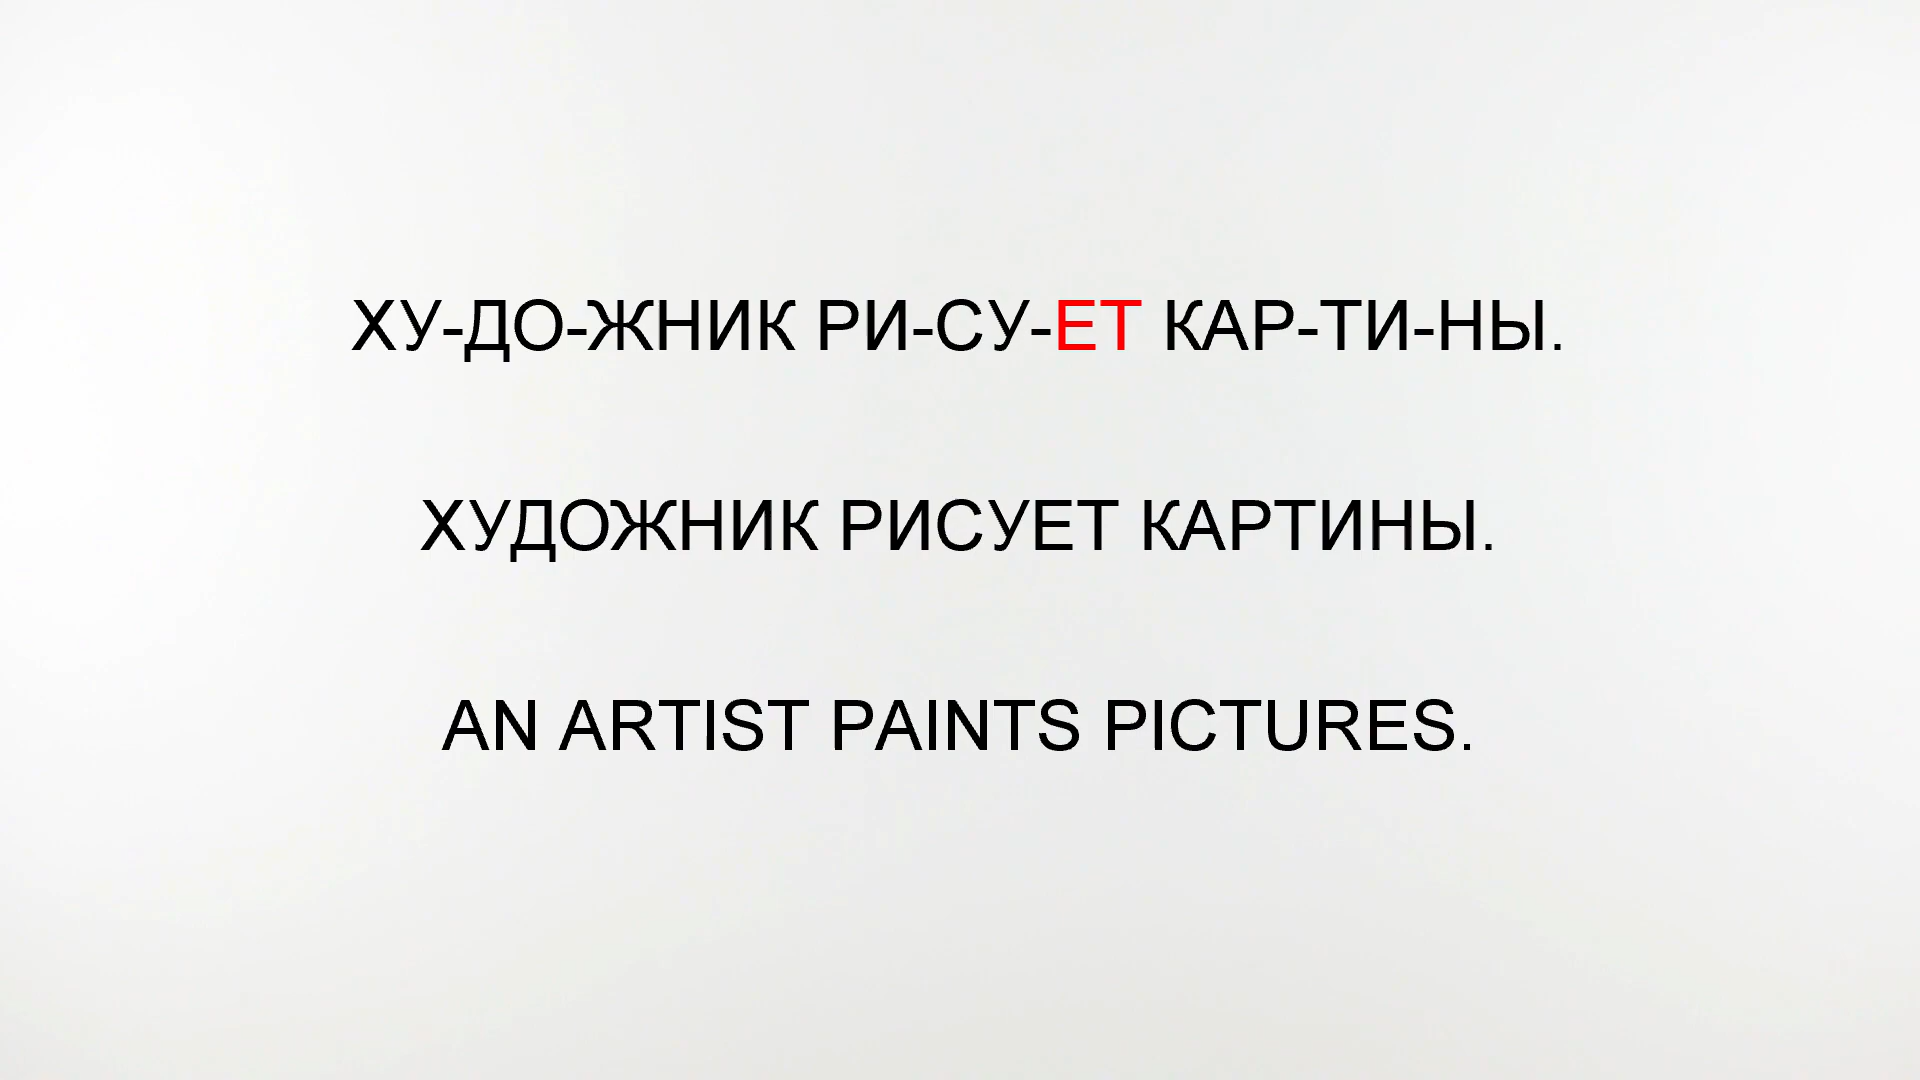 ХУ-ДО-ЖНИК РИ-СУ-ЕТ КАР-ТИ-НЫ.
ХУДОЖНИК РИСУЕТ КАРТИНЫ.
AN ARTIST PAINTS PICTURES.